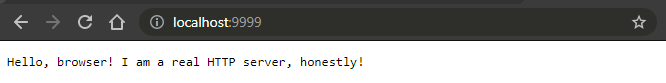 localhost:9999
Hello, browser! I am a real HTTP server, honestly!